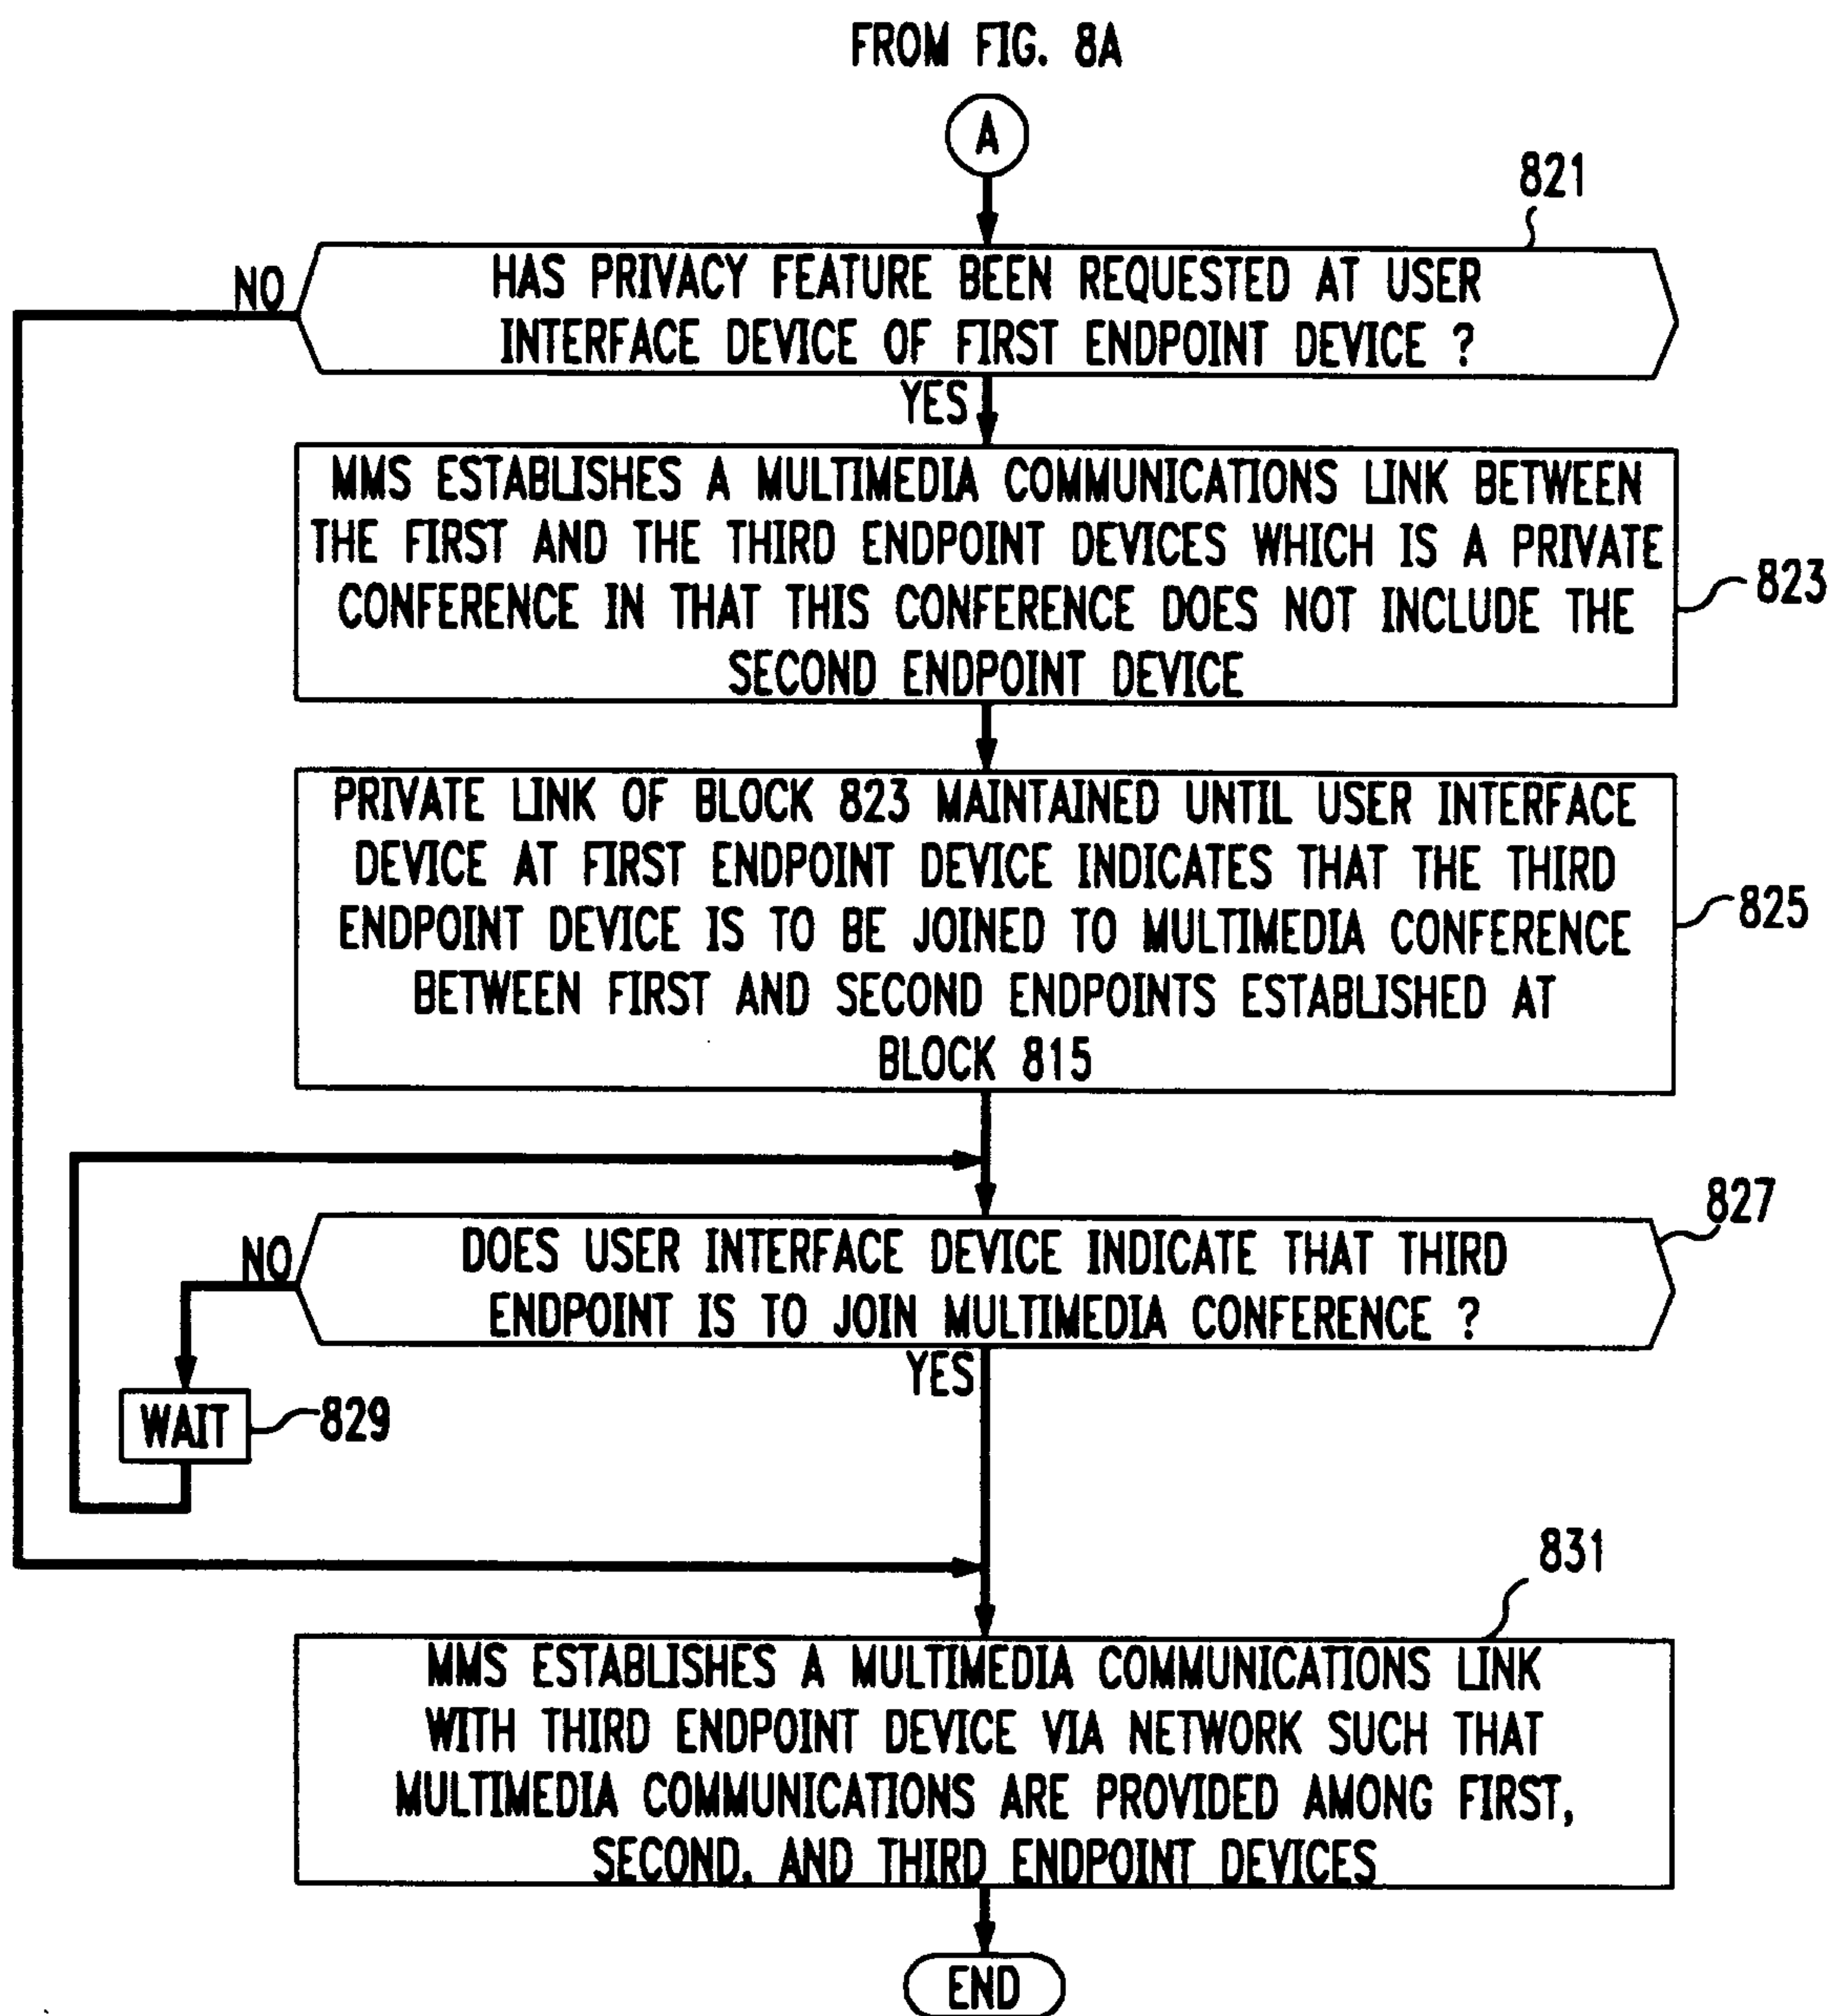 FROM FIG. 8A
A
821
NO
HAS PRIVACY FEATURE BEEN REQUESTED AT USER
INTERFACE DEVICE OF FIRST ENDPOINT DEVICE ?
YES
MMS ESTABLISHES A MULTIMEDIA COMMUNICATIONS LINK BETWEEN
THE FIRST AND THE THIRD ENDPOINT DEVICES WHICH IS A PRIVATE
CONFERENCE IN THAT THIS CONFERENCE DOES NOT INCLUDE THE
SECOND ENDPOINT DEVICE
823
PRIVATE LINK OF BLOCK 823 MAINTAINED UNTIL USER INTERFACE
DEVICE AT FIRST ENDPOINT DEVICE INDICATES THAT THE THIRD
ENDPOINT DEVICE IS TO BE JOINED TO MULTIMEDIA CONFERENCE
BETWEEN FIRST AND SECOND ENDPOINTS ESTABLISHED AT
BLOCK 815
825
827
NO
DOES USER INTERFACE DEVICE INDICATE THAT THIRD
ENDPOINT IS TO JOIN MULTIMEDIA CONFERENCE ?
YES
WAIT
829
831
MMS ESTABLISHES A MULTIMEDIA COMMUNICATIONS LINK
WITH THIRD ENDPOINT DEVICE VIA NETWORK SUCH THAT
MULTIMEDIA COMMUNICATIONS ARE PROVIDED AMONG FIRST,
SECOND, AND THIRD ENDPOINT DEVICES
END